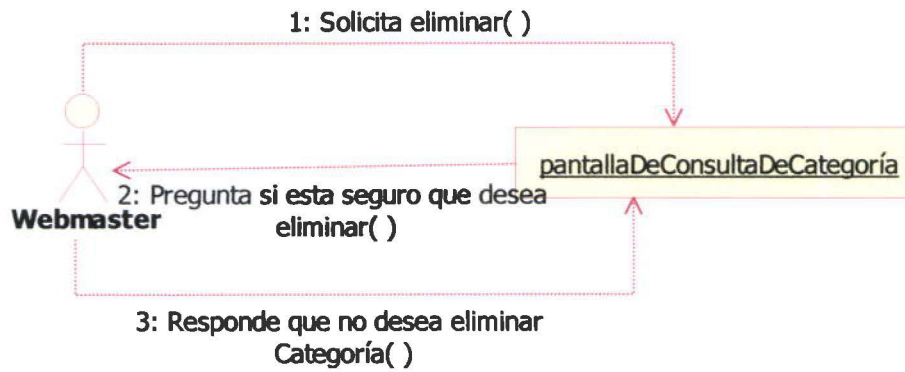 1: Solicita eliminar( )
pantallaDeConsultaDeCategoría
2: Pregunta si esta seguro que desea
eliminar( )
Webmaster
3: Responde que no desea eliminar
Categoría( )